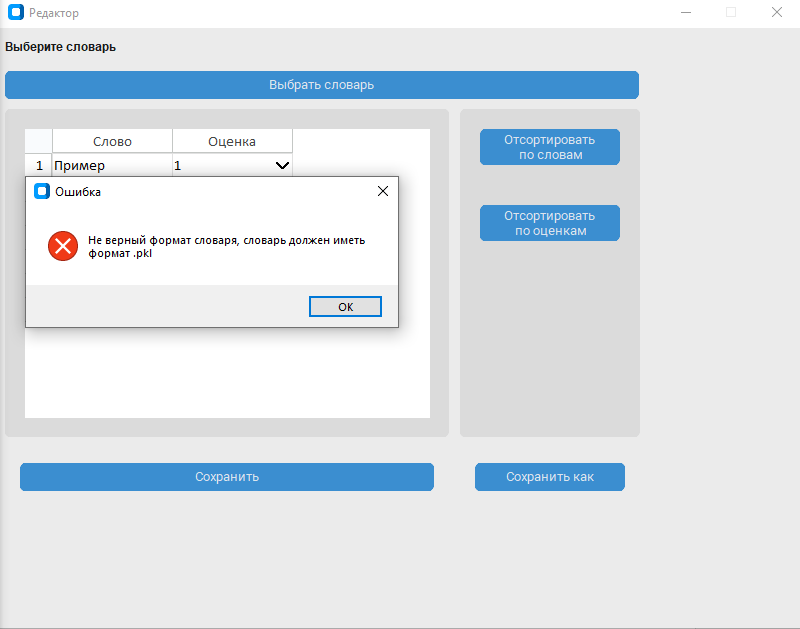 Редактор
Выберите словарь
Выбрать словарь
Слово Оценка
1 Пример 1
Отсортировать
по словам
Отсортировать
по оценкам
Ошибка
Не верный формат словаря, словарь должен иметь
формат .pkl
OK
Сохранить
Сохранить как